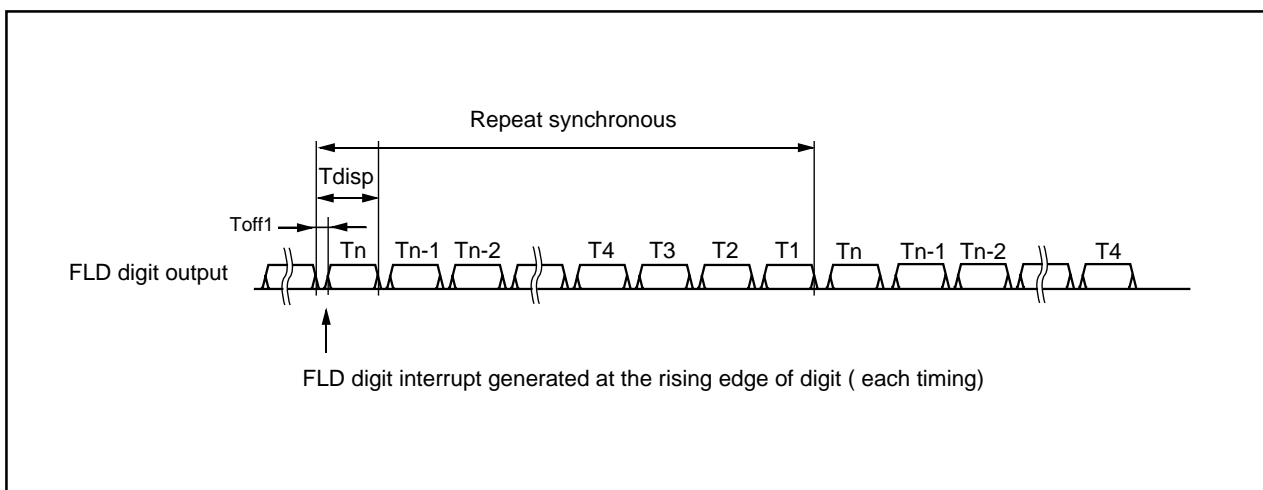 Repeat synchronous
Tdisp
Toff1
Tn Tn-1 Tn-2 T4 T3 T2 T1 Tn Tn-1 Tn-2 T4
FLD digit output
FLD digit interrupt generated at the rising edge of digit ( each timing)